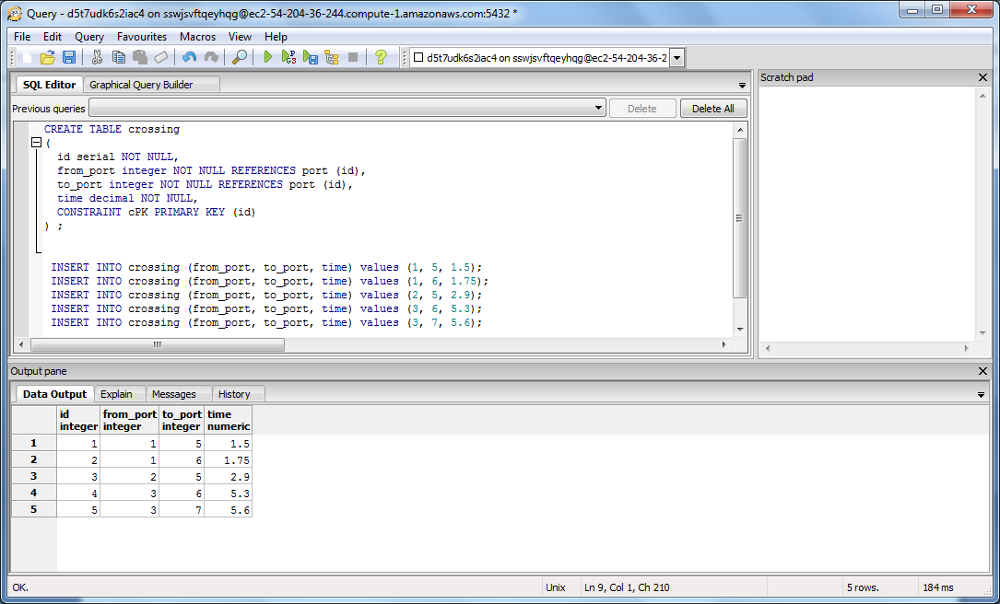 Query - d5t7udk6s2iac4 on sswjsvftqeyhqg@ec2-54-204-36-244.compute-1.amazonaws.com:5432 *
File Edit Query Favourites Macros View Help
d5t7udk6s2iac4 on sswjsvftqeyhqg@ec2-54-204-36-2
SQL Editor Graphical Query Builder
Scratch pad
Previous queries Delete Delete All
CREATE TABLE crossing
(
id serial NOT NULL,
from_port integer NOT NULL REFERENCES port (id),
to_port integer NOT NULL REFERENCES port (id),
time decimal NOT NULL,
CONSTRAINT cPK PRIMARY KEY (id)
) ;
INSERT INTO crossing (from_port, to_port, time) values (1, 5, 1.5);
INSERT INTO crossing (from_port, to_port, time) values (1, 6, 1.75);
INSERT INTO crossing (from_port, to_port, time) values (2, 5, 2.9);
INSERT INTO crossing (from_port, to_port, time) values (3, 6, 5.3);
INSERT INTO crossing (from_port, to_port, time) values (3, 7, 5.6);
Output pane
Data Output Explain Messages History
id from_port to_port time
integer integer integer numeric
1 1 1 5 1.5
2 2 1 6 1.75
3 3 2 5 2.9
4 4 3 6 5.3
5 5 3 7 5.6
OK. Unix Ln 9, Col 1, Ch 210 5 rows. 184 ms